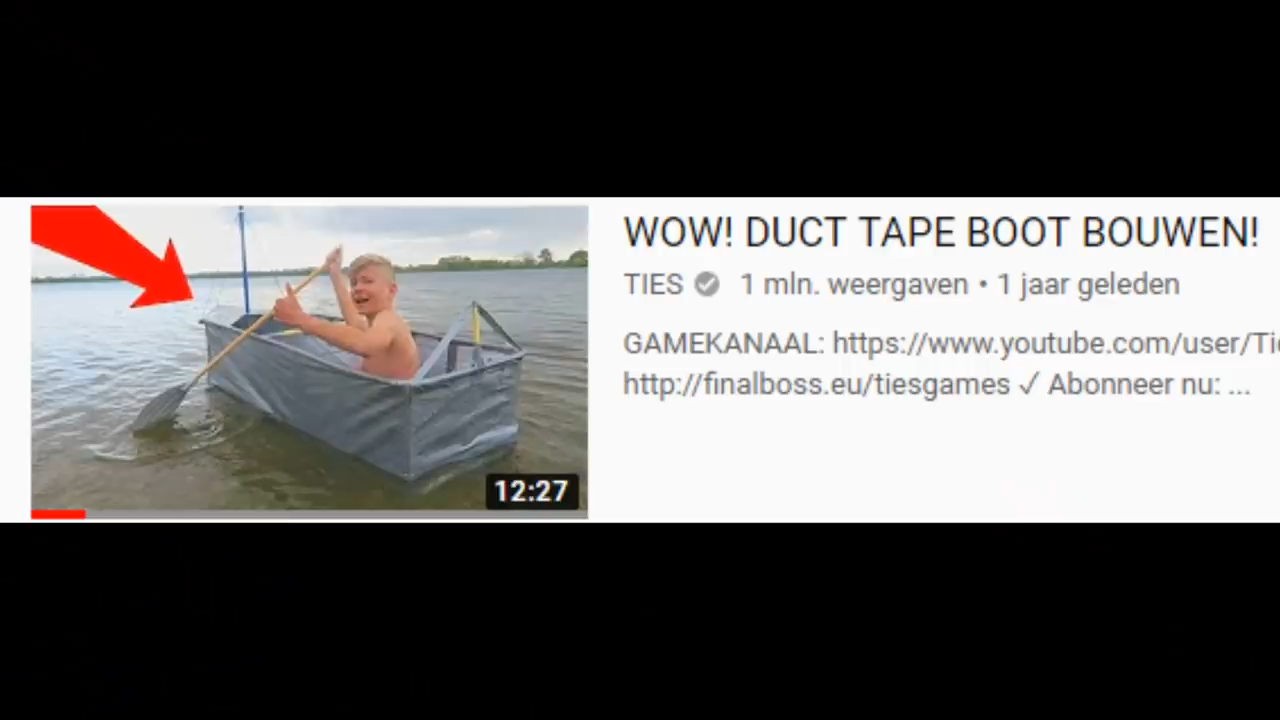 WOW! DUCT TAPE BOOT BOUWEN!
TIES 1 mln. weergaven • 1 jaar geleden
GAMEKANAAL: https://www.youtube.com/user/Tie
http://finalboss.eu/tiesgames ✓ Abonneer nu: ...
12:27